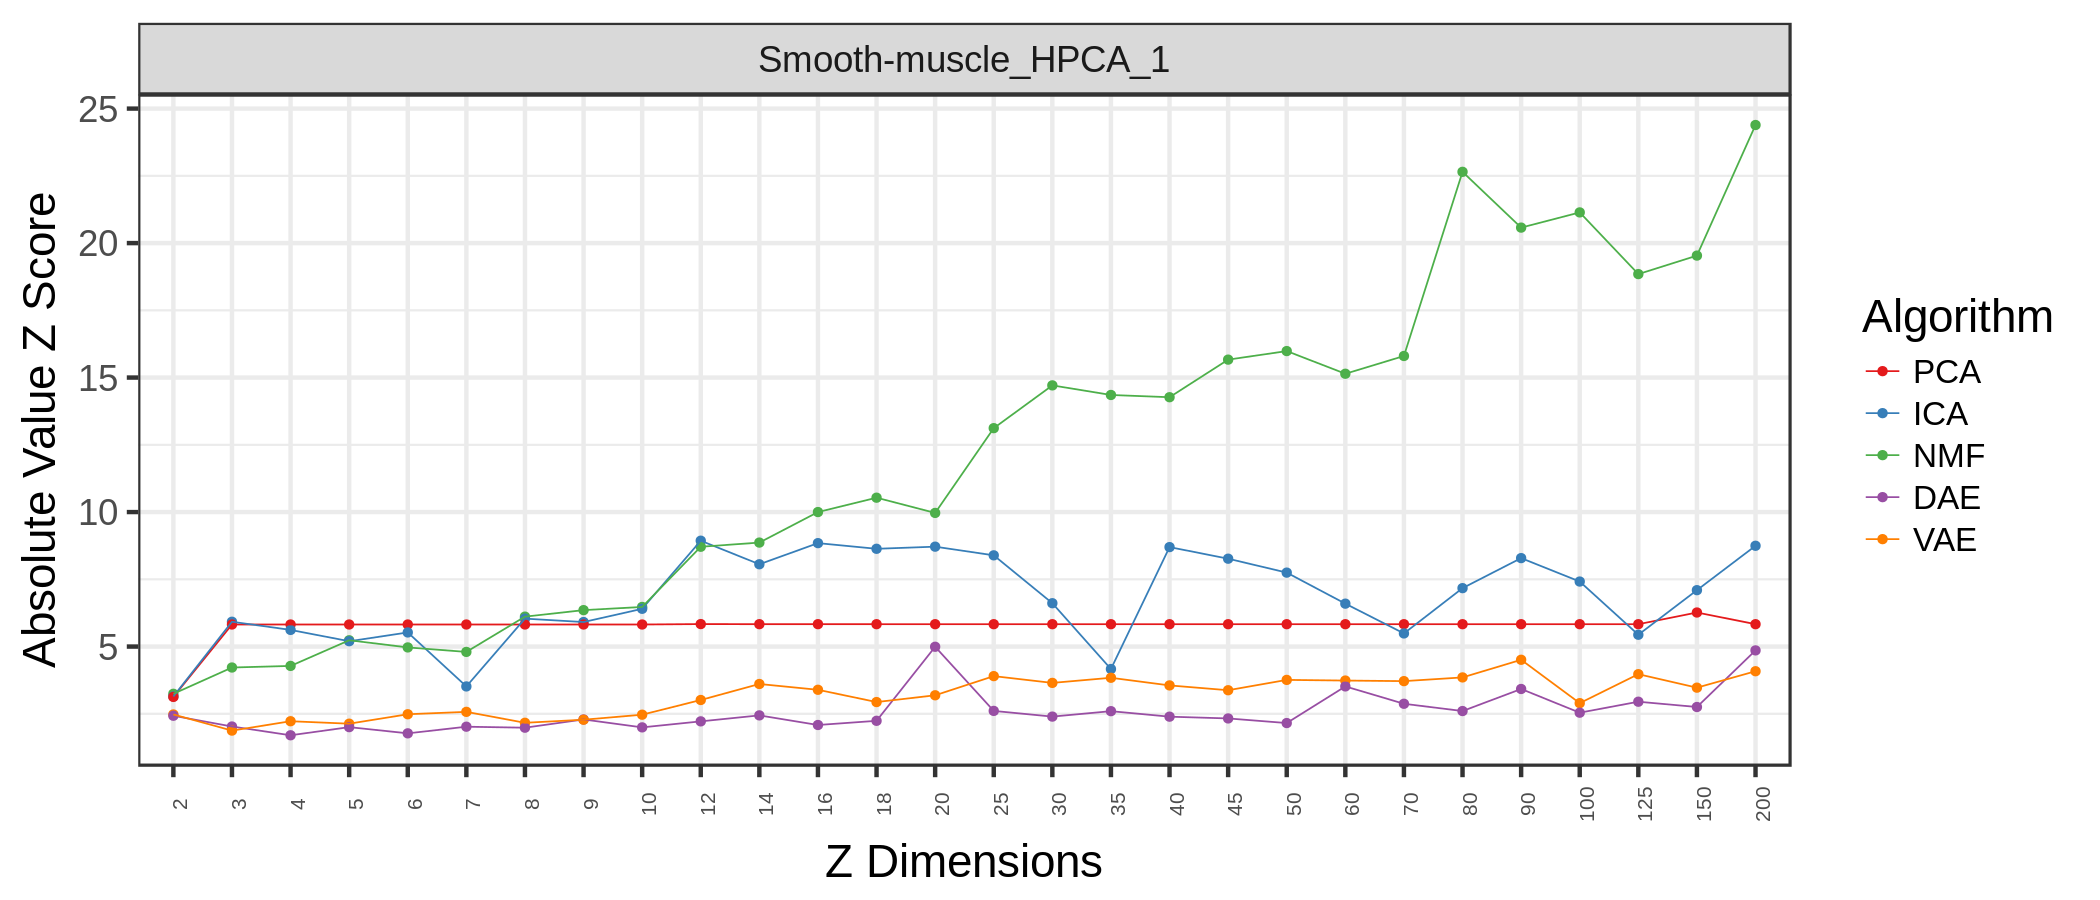 Smooth-muscle_HPCA_1
Absolute Value Z Score
25
20
15
10
5
2 3 4 5 6 7 8 9 10 12 14 16 18 20 25 30 35 40 45 50 60 70 80 90 100 125 150 200
Z Dimensions
Algorithm
PCA
ICA
NMF
DAE
VAE